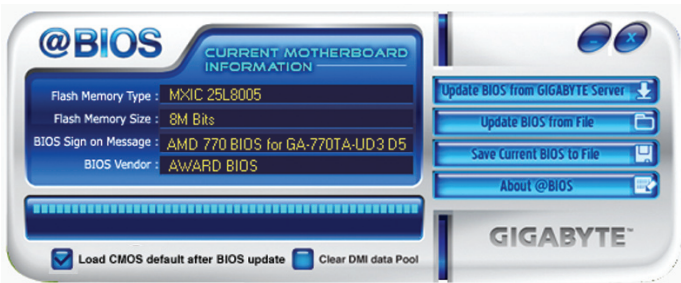 @BIOS
CURRENT MOTHERBOARD
INFORMATION
Flash Memory Type : MXIC 25L8005
Flash Memory Size : 8M Bits
BIOS Sign on Message : AMD 770 BIOS for GA-770TA-UD3 D5
BIOS Vendor : AWARD BIOS
Load CMOS default after BIOS update
Clear DMI data Pool
Update BIOS from GIGABYTE Server
Update BIOS from File
Save Current BIOS to File
About @BIOS
GIGABYTE™